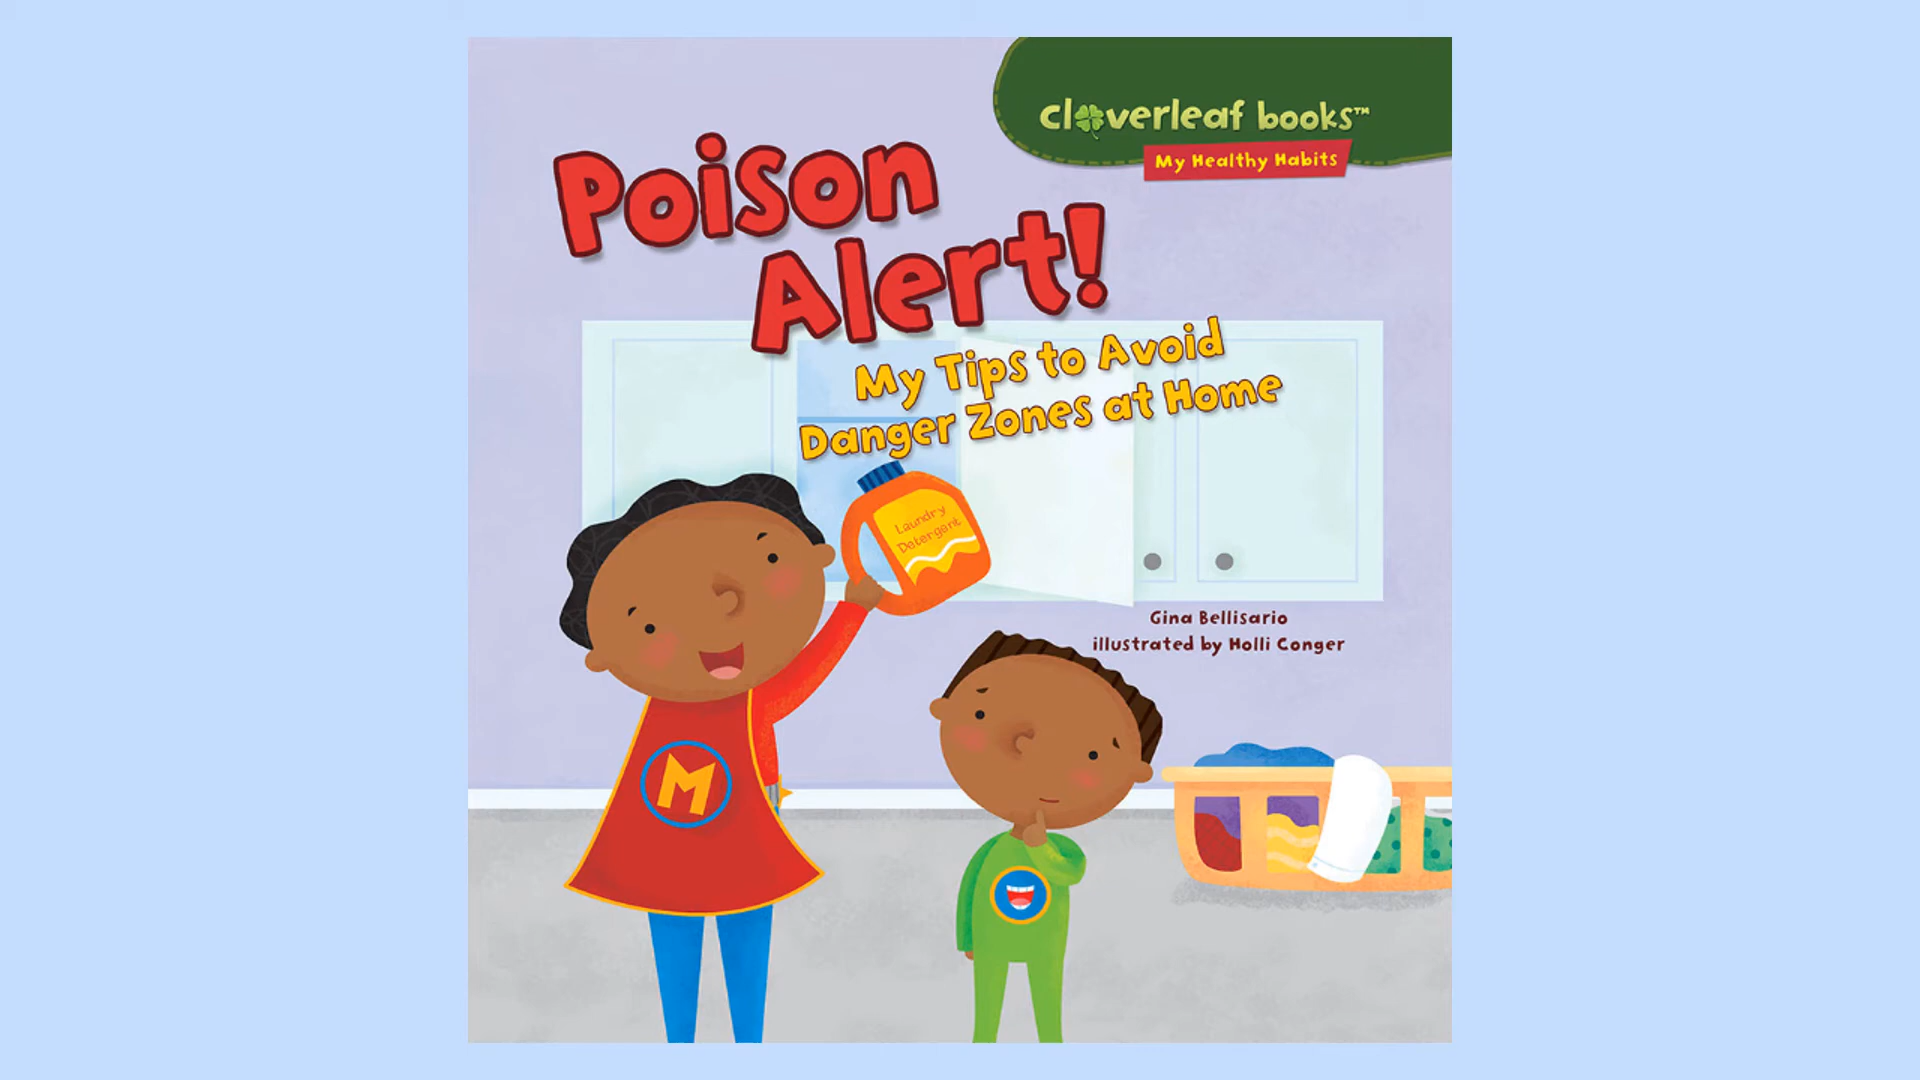 cloverleaf books™
My Healthy Habits
Poison
Alert!
My Tips to Avoid
Danger Zones at Home
Laundry
Detergent
Gina Bellisario
illustrated by Holli Conger
M